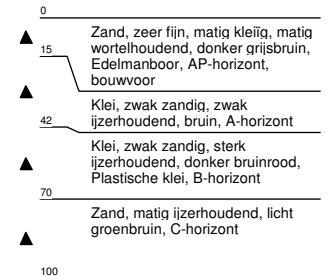 0
Zand, zeer fijn, matig kleiïg, matig
wortelhoudend, donker grijsbruin,
Edelmanboor, AP-horizont,
bouwvoor
15
Klei, zwak zandig, zwak
ijzerhoudend, bruin, A-horizont
42
Klei, zwak zandig, sterk
ijzerhoudend, donker bruinrood,
Plastische klei, B-horizont
70
Zand, matig ijzerhoudend, licht
groenbruin, C-horizont
100